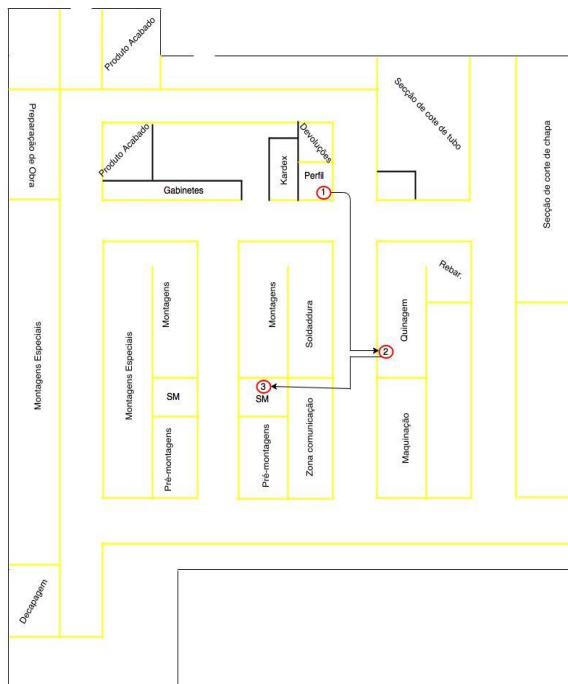 Produto Acabado
Preparação de Obra
Produto Acabado
Gabinetes
Kardex
Devoluções
Perfil
1
Secção de cote de tubo
Secção de corte de chapa
Montagens Especiais
Montagens Especiais
Montagens
SM
Pré-montagens
Montagens
Soldaddura
3
SM
Pré-montagens
Zona comunicação
Quinagem
Rebar.
2
Maquinação
Decapagem